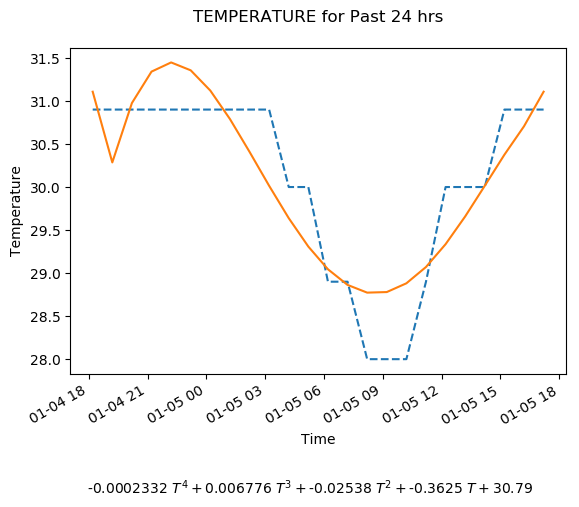 TEMPERATURE for Past 24 hrs
31.5
31.0
30.5
30.0
29.5
29.0
28.5
28.0
Temperature
01-04 18 01-04 21 01-05 00 01-05 03 01-05 06 01-05 09 01-05 12 01-05 15 01-05 18
Time
-0.0002332 T⁴ + 0.006776 T³ + -0.02538 T² + -0.3625 T + 30.79